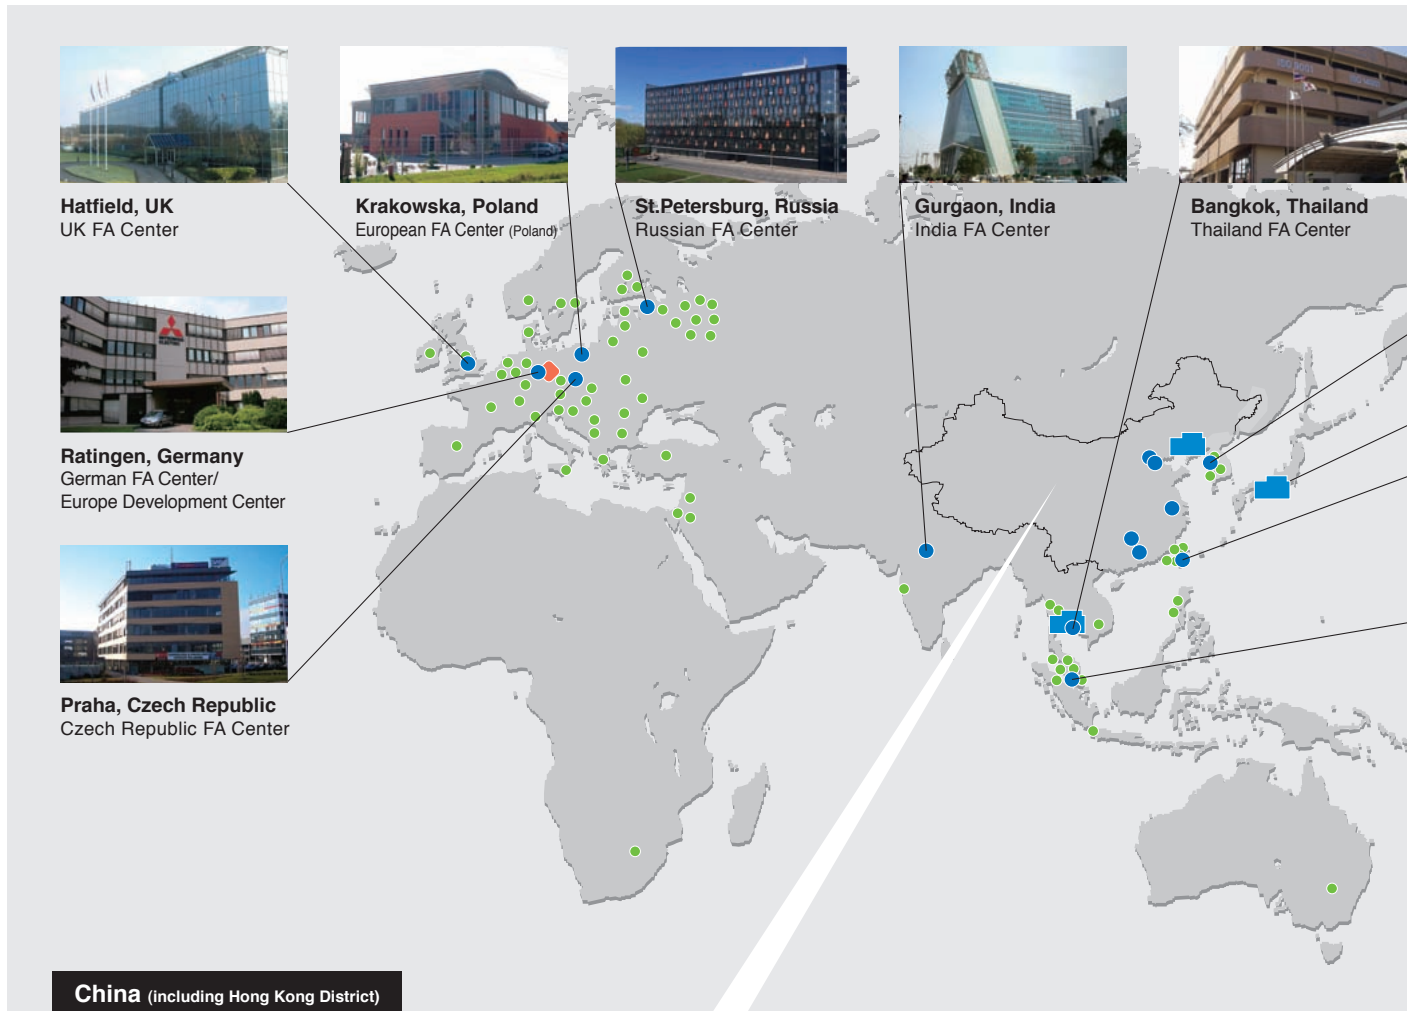 Hatfield, UK
UK FA Center
Krakowska, Poland
European FA Center (Poland)
St.Petersburg, Russia
Russian FA Center
Gurgaon, India
India FA Center
ISO 9001
Bangkok, Thailand
Thailand FA Center
Ratingen, Germany
German FA Center/
Europe Development Center
Praha, Czech Republic
Czech Republic FA Center
China (including Hong Kong District)